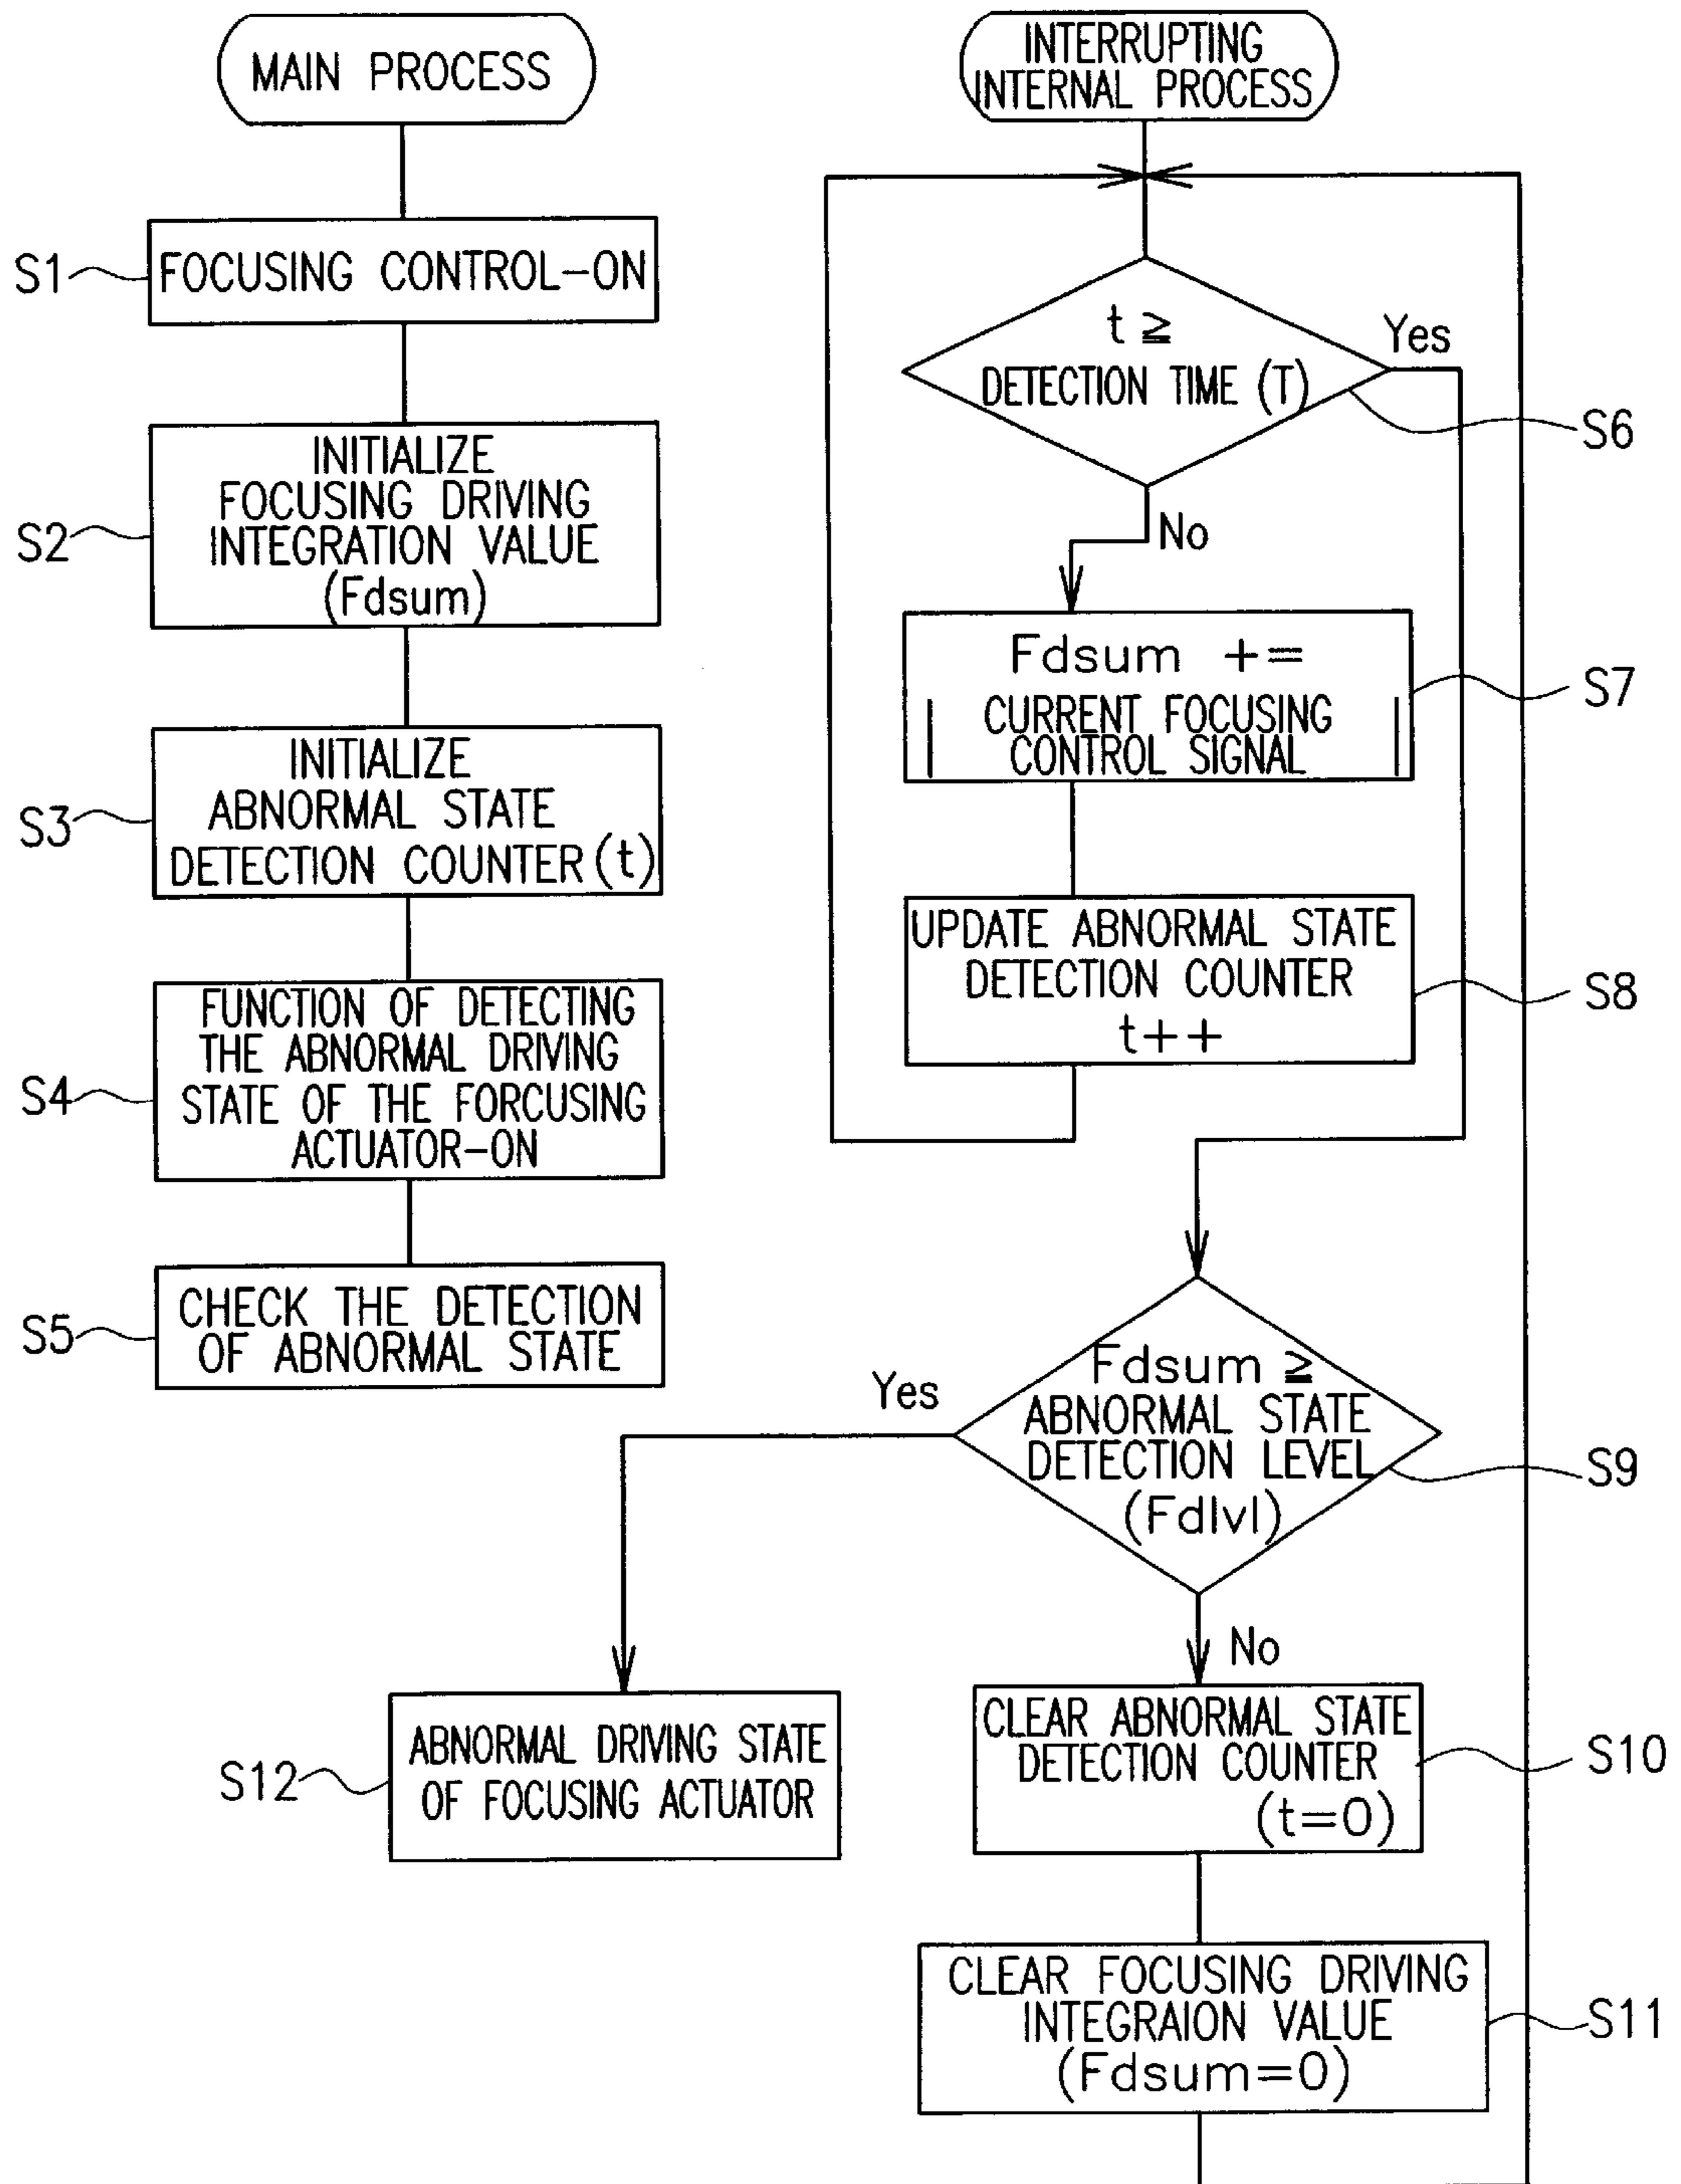 MAIN PROCESS
S1
FOCUSING CONTROL-ON
S2
INITIALIZE
FOCUSING DRIVING
INTEGRATION VALUE
(Fdsum)
S3
INITIALIZE
ABNORMAL STATE
DETECTION COUNTER (t)
S4
FUNCTION OF DETECTING
THE ABNORMAL DRIVING
STATE OF THE FORCUSING
ACTUATOR-ON
S5
CHECK THE DETECTION
OF ABNORMAL STATE
INTERRUPTING
INTERNAL PROCESS
t ≧
DETECTION TIME (T)
Yes
S6
No
Fdsum +=
| CURRENT FOCUSING
CONTROL SIGNAL |
S7
UPDATE ABNORMAL STATE
DETECTION COUNTER
t++
S8
Fdsum ≧
ABNORMAL STATE
DETECTION LEVEL
(Fdlvl)
Yes
S9
No
S12
ABNORMAL DRIVING STATE
OF FOCUSING ACTUATOR
CLEAR ABNORMAL STATE
DETECTION COUNTER
(t=0)
S10
CLEAR FOCUSING DRIVING
INTEGRAION VALUE
(Fdsum=0)
S11